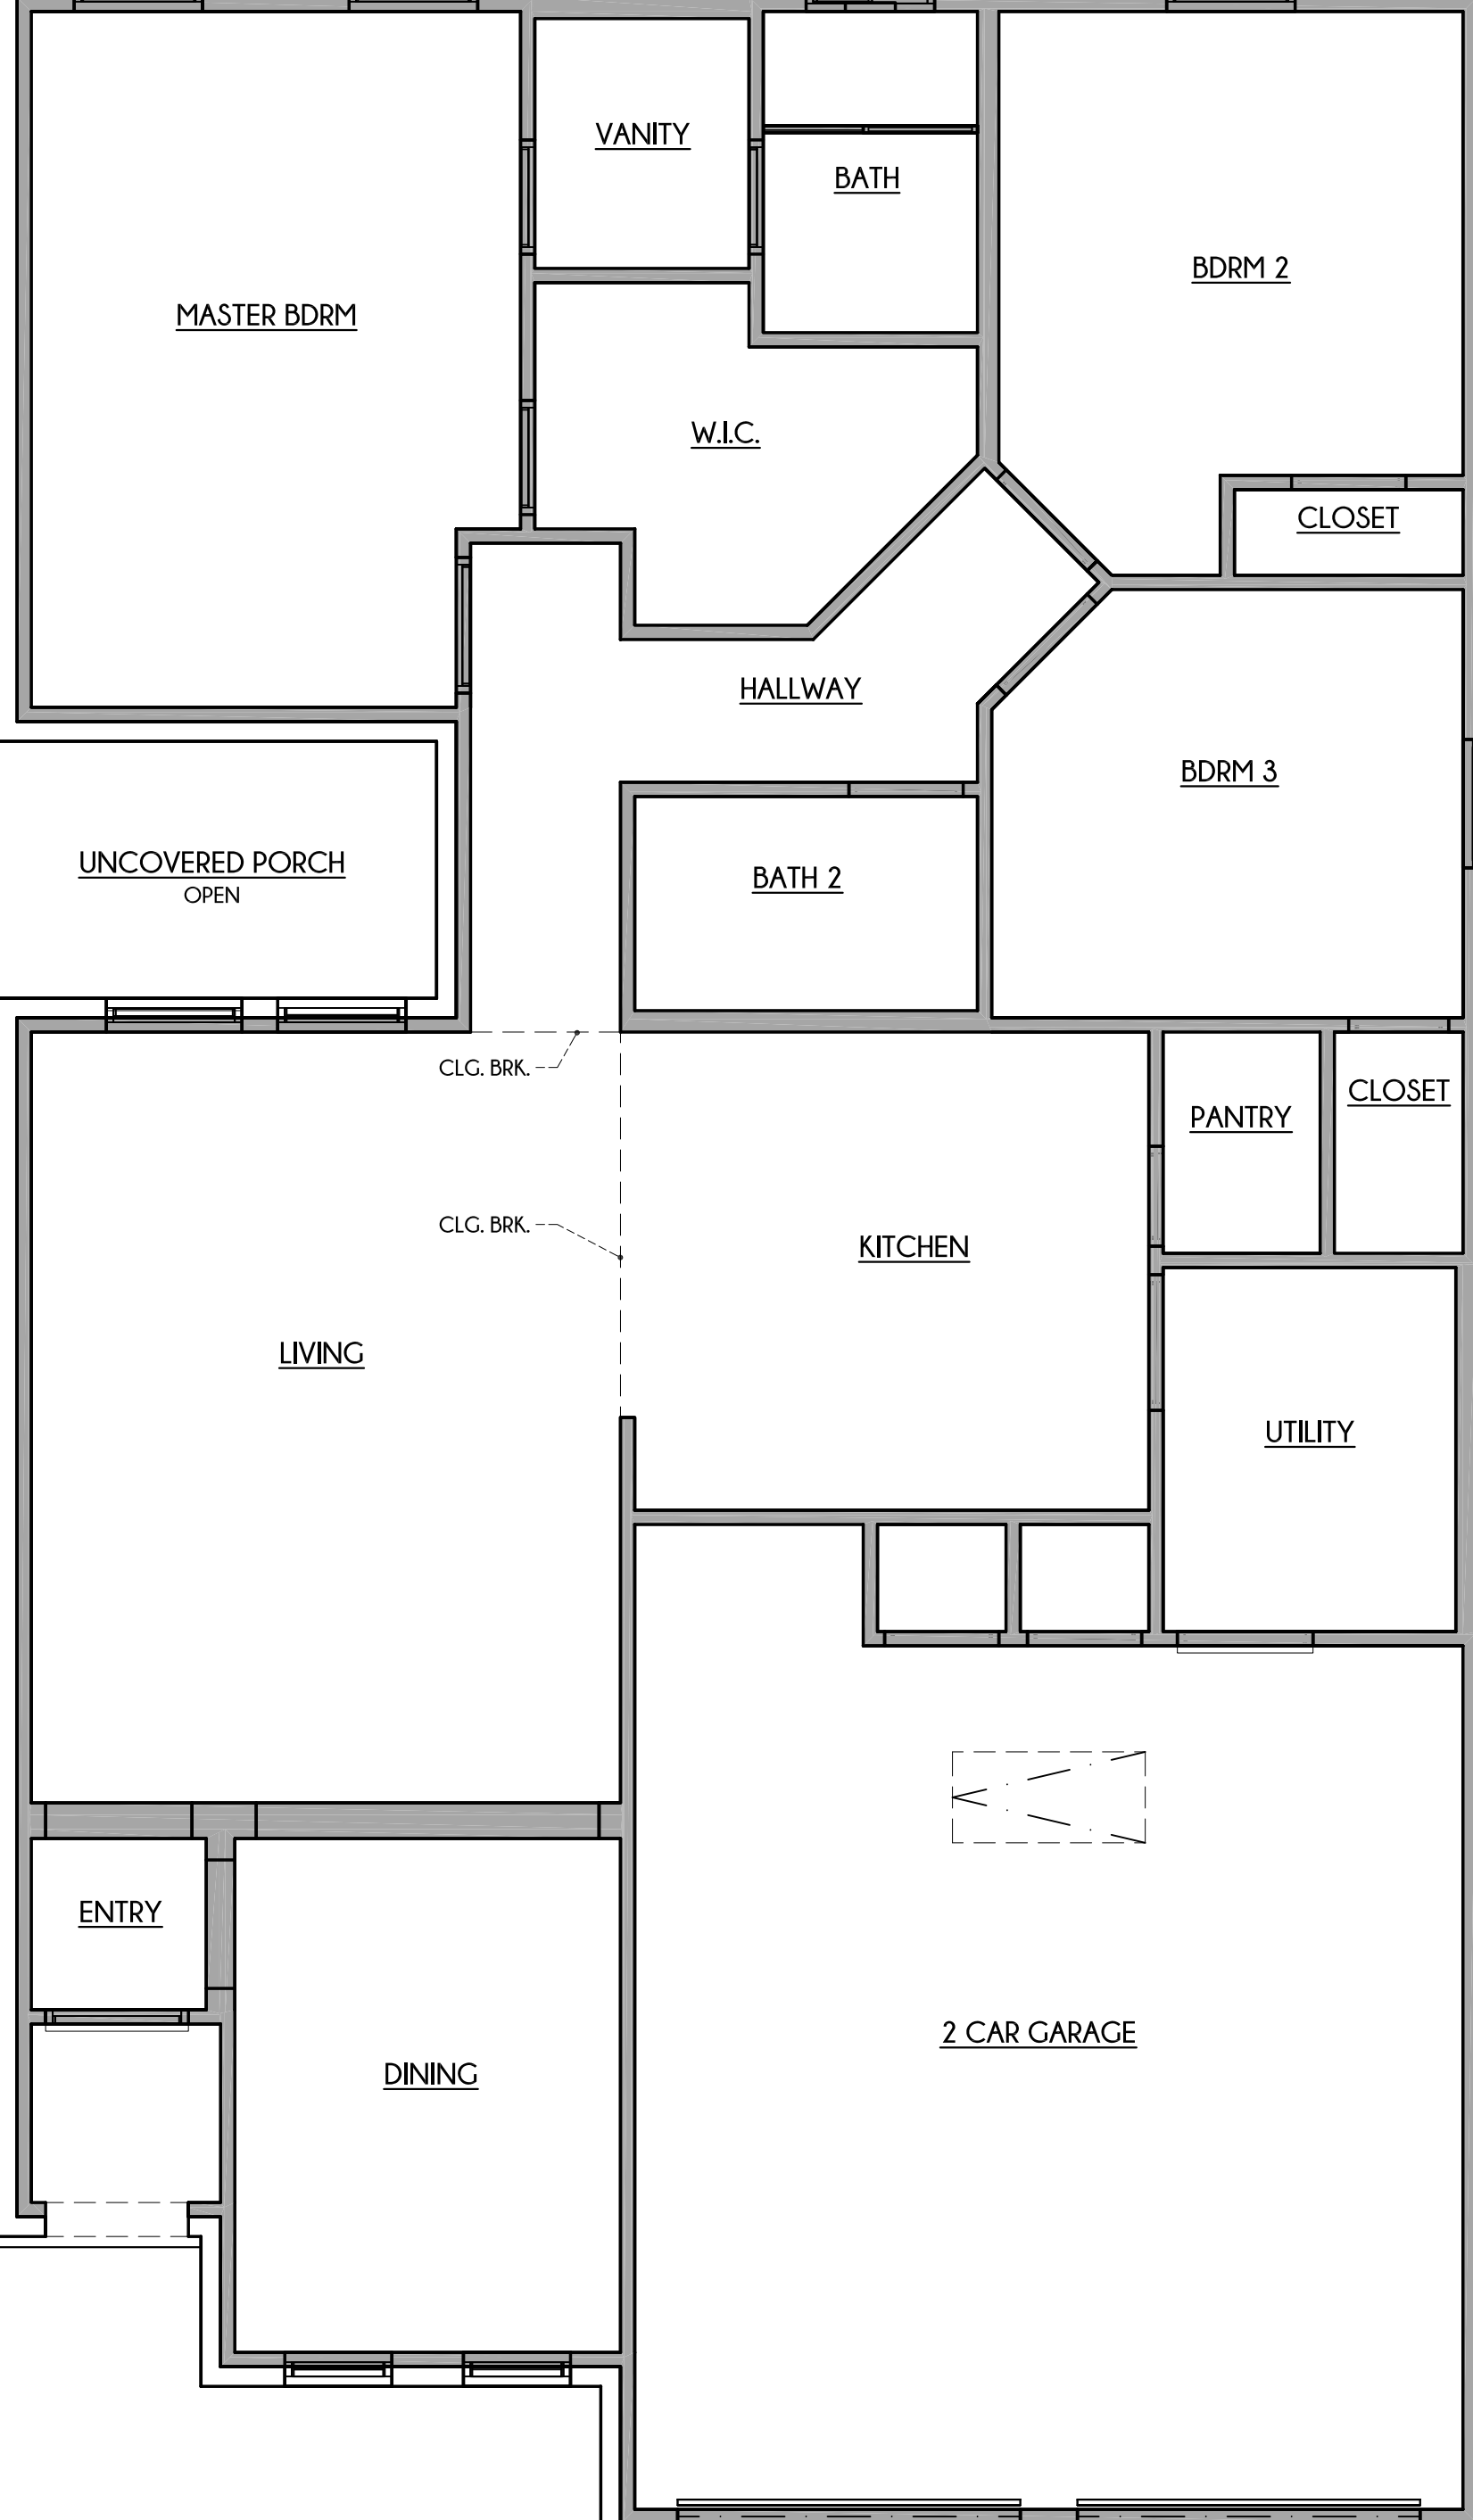 VANITY
BATH
BDRM 2
MASTER BDRM
W.I.C.
CLOSET
HALLWAY
BDRM 3
UNCOVERED PORCH
OPEN
BATH 2
CLG. BRK.
CLOSET
PANTRY
CLG. BRK.
KITCHEN
LIVING
UTILITY
ENTRY
2 CAR GARAGE
DINING